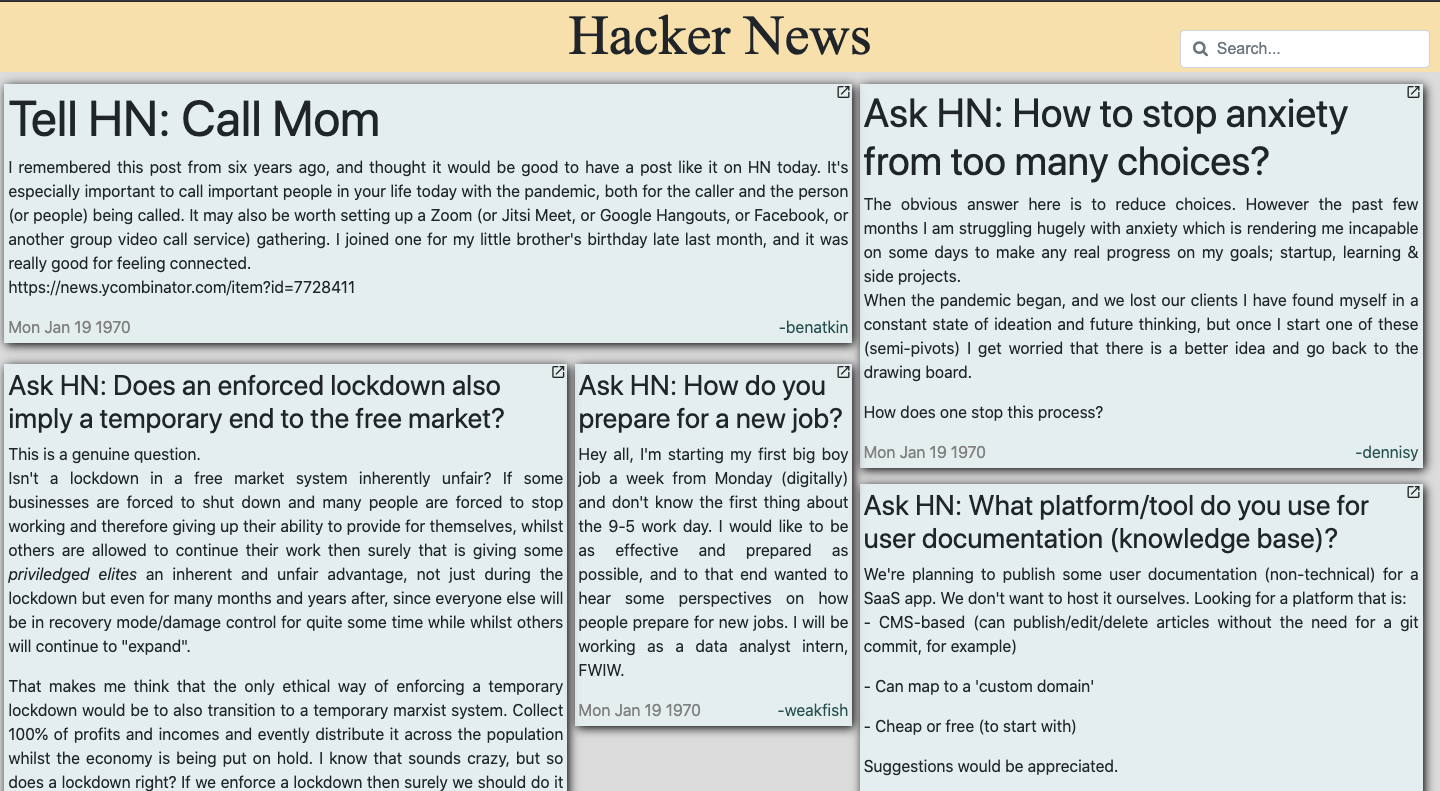 Hacker News
Search...
Tell HN: Call Mom
I remembered this post from six years ago, and thought it would be good to have a post like it on HN today. It's
especially important to call important people in your life today with the pandemic, both for the caller and the person
(or people) being called. It may also be worth setting up a Zoom (or Jitsi Meet, or Google Hangouts, or Facebook, or
another group video call service) gathering. I joined one for my little brother's birthday late last month, and it was
really good for feeling connected.
https://news.ycombinator.com/item?id=7728411
Mon Jan 19 1970
-benatkin
Ask HN: How to stop anxiety
from too many choices?
The obvious answer here is to reduce choices. However the past few
months I am struggling hugely with anxiety which is rendering me incapable
on some days to make any real progress on my goals; startup, learning &
side projects.
When the pandemic began, and we lost our clients I have found myself in a
constant state of ideation and future thinking, but once I start one of these
(semi-pivots) I get worried that there is a better idea and go back to the
drawing board.
How does one stop this process?
Mon Jan 19 1970
-dennisy
Ask HN: Does an enforced lockdown also
imply a temporary end to the free market?
This is a genuine question.
Isn't a lockdown in a free market system inherently unfair? If some
businesses are forced to shut down and many people are forced to stop
working and therefore giving up their ability to provide for themselves, whilst
others are allowed to continue their work then surely that is giving some
priviledged elites an inherent and unfair advantage, not just during the
lockdown but even for many months and years after, since everyone else will
be in recovery mode/damage control for quite some time while whilst others
will continue to "expand".
That makes me think that the only ethical way of enforcing a temporary
lockdown would be to also transition to a temporary marxist system. Collect
100% of profits and incomes and evently distribute it across the population
whilst the economy is being put on hold. I know that sounds crazy, but so
does a lockdown right? If we enforce a lockdown then surely we should do it
Ask HN: How do you
prepare for a new job?
Hey all, I'm starting my first big boy
job a week from Monday (digitally)
and don't know the first thing about
the 9-5 work day. I would like to be
as effective and prepared as
possible, and to that end wanted to
hear some perspectives on how
people prepare for new jobs. I will be
working as a data analyst intern,
FWIW.
Mon Jan 19 1970
-weakfish
Ask HN: What platform/tool do you use for
user documentation (knowledge base)?
We're planning to publish some user documentation (non-technical) for a
SaaS app. We don't want to host it ourselves. Looking for a platform that is:
- CMS-based (can publish/edit/delete articles without the need for a git
commit, for example)
- Can map to a 'custom domain'
- Cheap or free (to start with)
Suggestions would be appreciated.